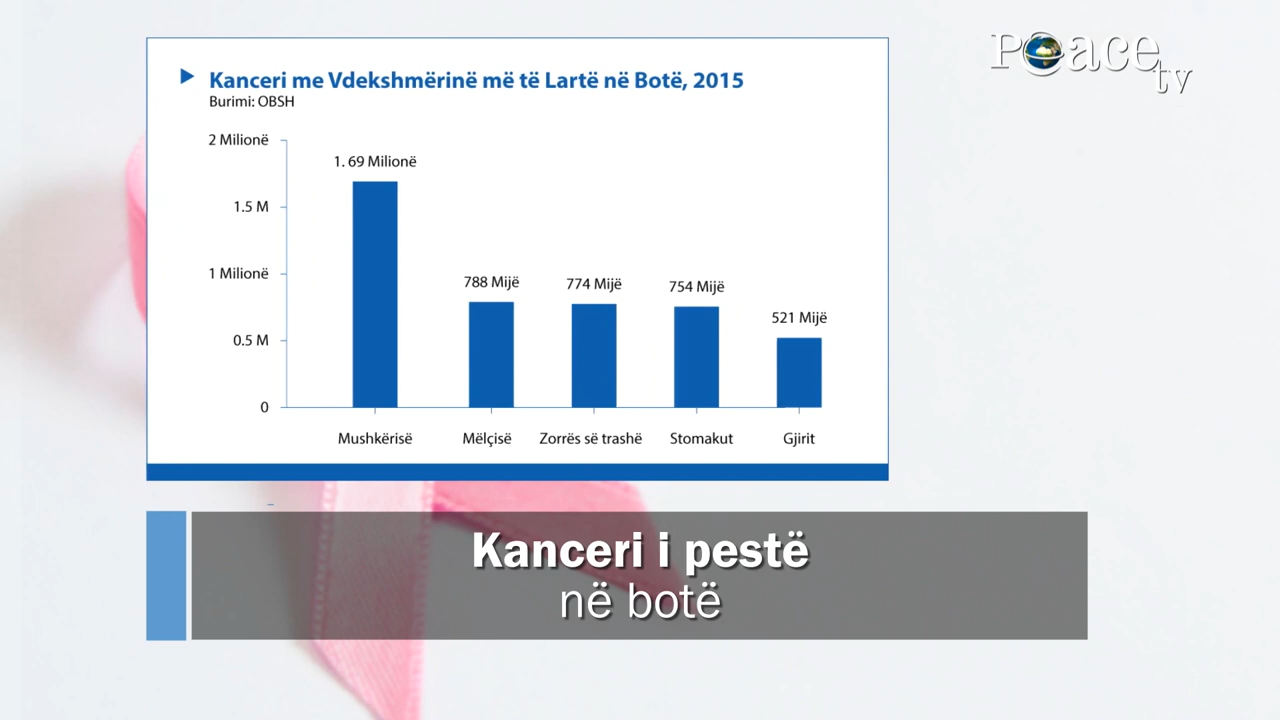 Peace tv
Kanceri me Vdekshmërinë më të Lartë në Botë, 2015
Burimi: OBSH
2 Milionë
1.5 M
1 Milionë
0.5 M
0
1. 69 Milionë
788 Mijë
774 Mijë
754 Mijë
521 Mijë
Mushkërisë
Mëlçisë
Zorrës së trashë
Stomakut
Gjirit
Kanceri i pestë
në botë